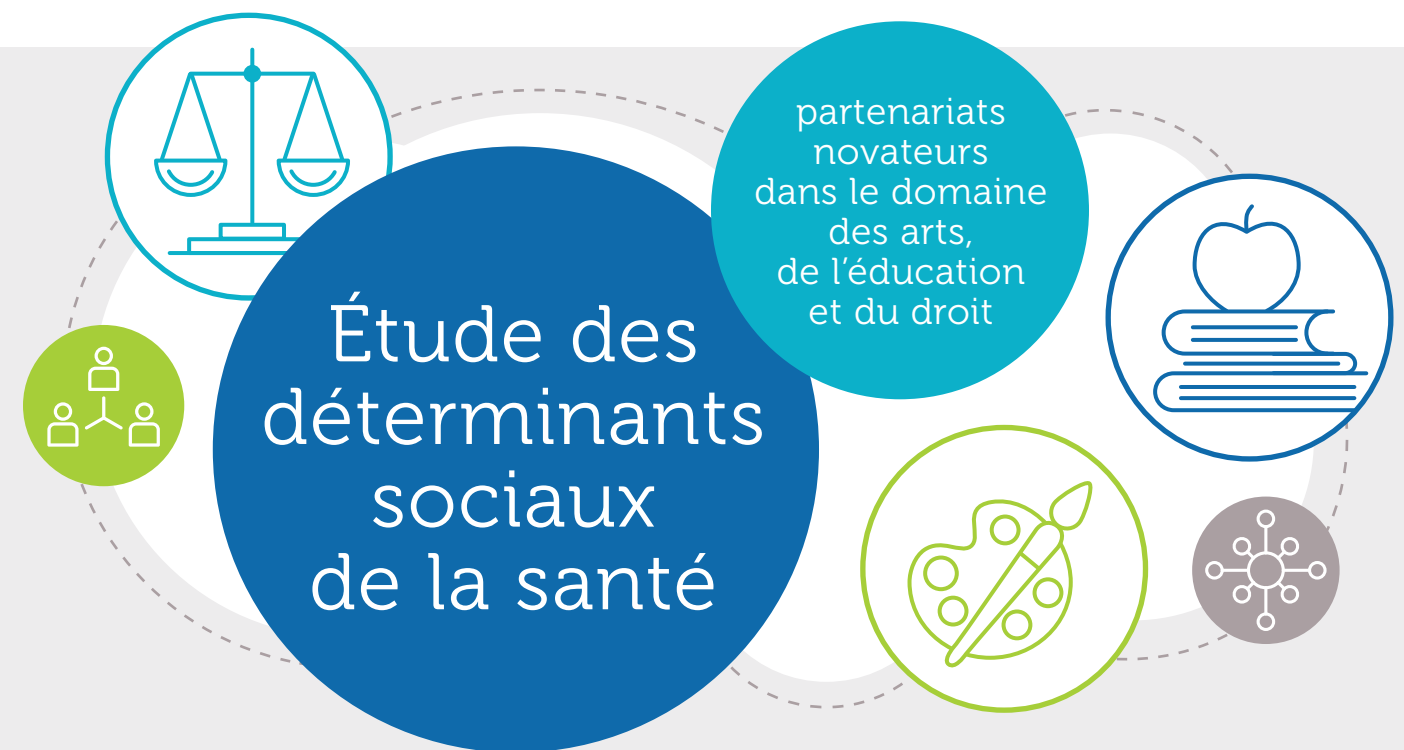 Étude des
déterminants
sociaux
de la santé
partenariats
novateurs
dans le domaine
des arts,
de l'éducation
et du droit